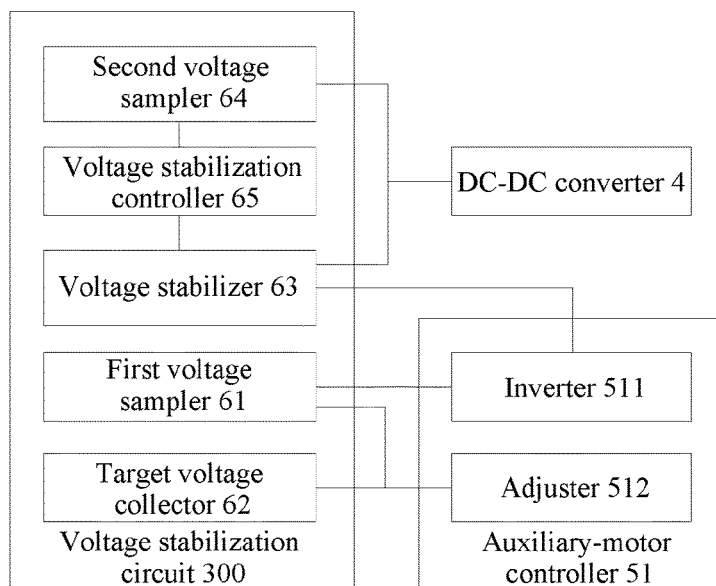 Second voltage
sampler 64
Voltage stabilization
controller 65
DC-DC converter 4
Voltage stabilizer 63
First voltage
sampler 61
Inverter 511
Target voltage
collector 62
Adjuster 512
Voltage stabilization
circuit 300
Auxiliary-motor
controller 51